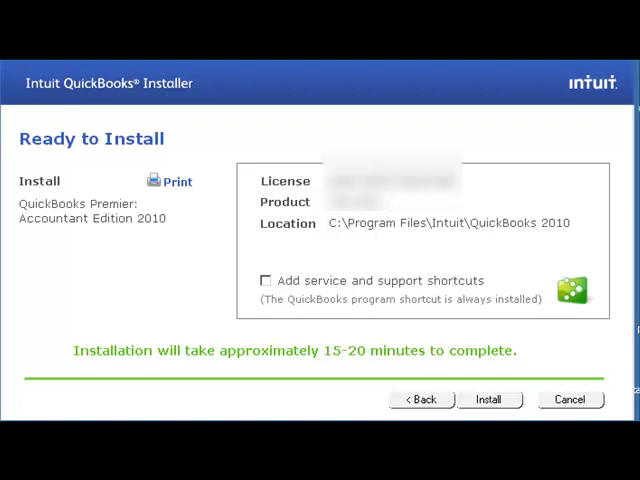 Intuit QuickBooks® Installer
intuit.
Ready to Install
Install
Print
QuickBooks Premier:
Accountant Edition 2010
License
Product
Location C:\Program Files\Intuit\QuickBooks 2010
Add service and support shortcuts
(The QuickBooks program shortcut is always installed)
Installation will take approximately 15-20 minutes to complete.
< Back
Install
Cancel